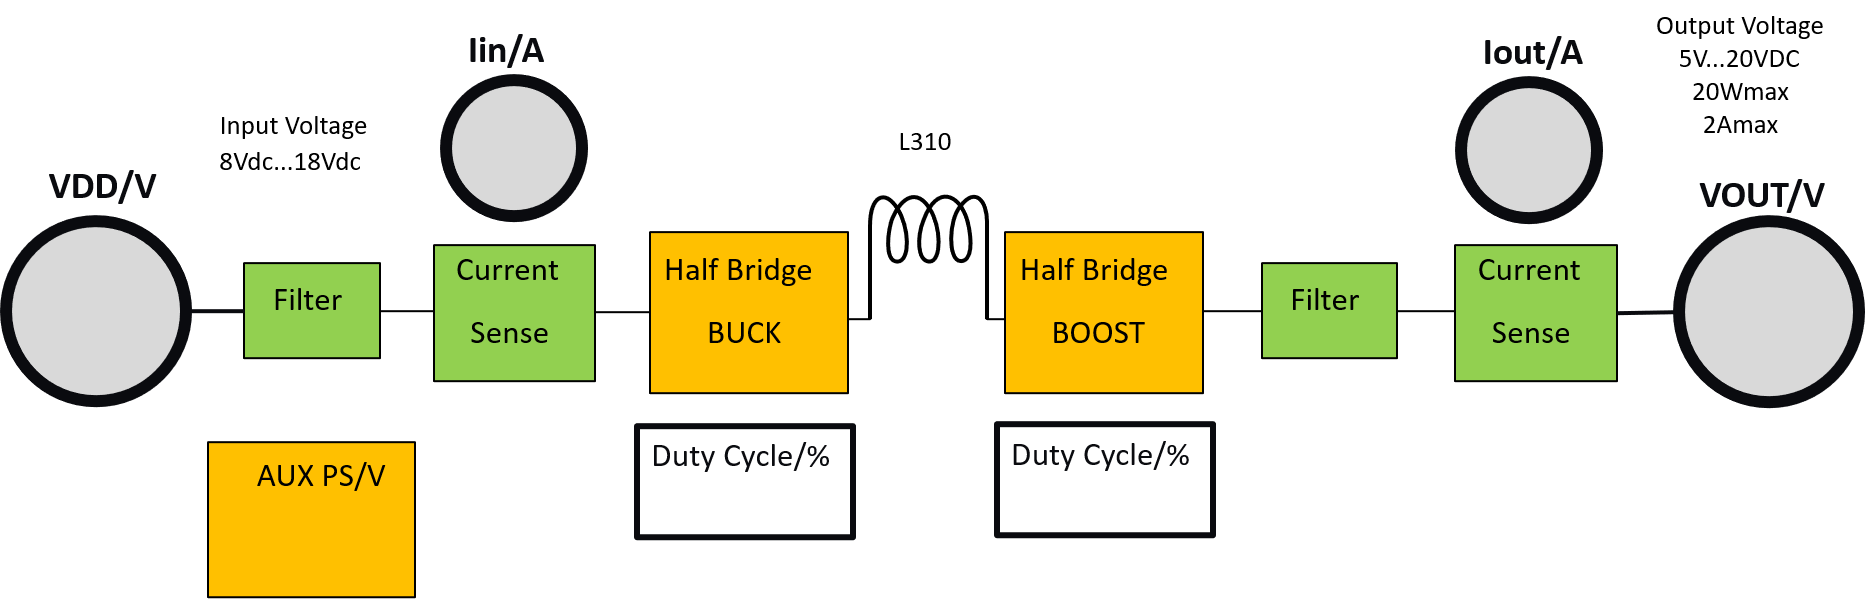 Iin/A
Iout/A
Output Voltage
5V...20VDC
20Wmax
2Amax
Input Voltage
8Vdc...18Vdc
L310
VDD/V
VOUT/V
Filter
Current
Sense
Half Bridge
BUCK
Half Bridge
BOOST
Filter
Current
Sense
AUX PS/V
Duty Cycle/%
Duty Cycle/%